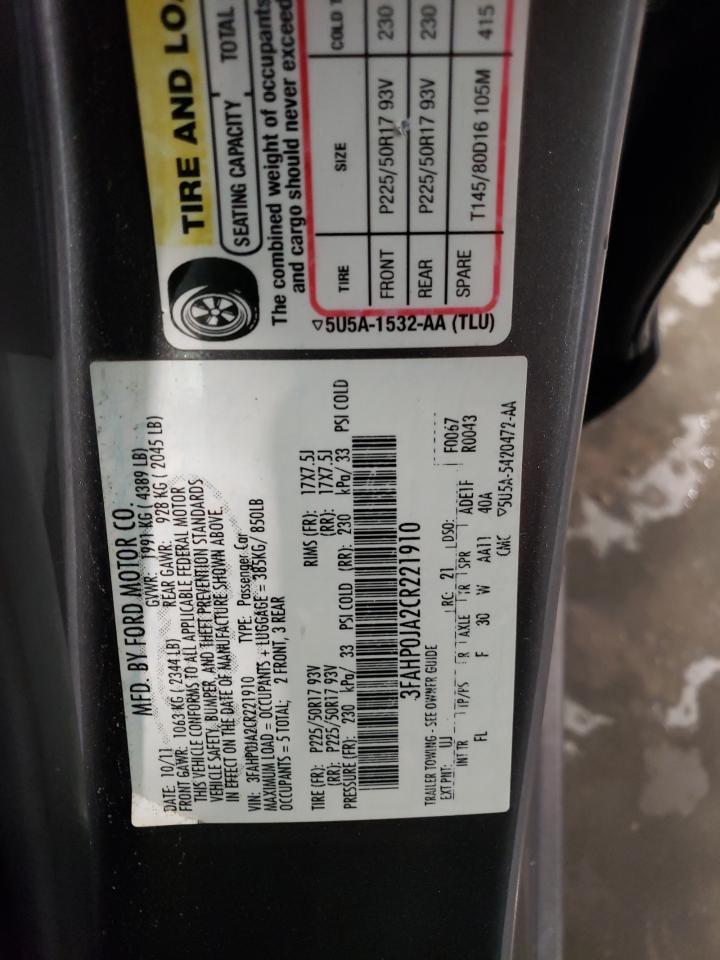 TIRE AND LOA
SEATING CAPACITY TOTAL
The combined weight of occupants
and cargo should never exceed
TIRE SIZE COLD T
FRONT P225/50R17 93V 230
REAR P225/50R17 93V 230
SPARE T145/80D16 105M 415
5U5A-1532-AA (TLU)
MFD. BY FORD MOTOR CO.
DATE: 10/11 GVWR: 1991 KG ( 4389 LB)
FRONT GAWR: 1063 KG ( 2344 LB) REAR GAWR: 928 KG ( 2045 LB)
THIS VEHICLE CONFORMS TO ALL APPLICABLE FEDERAL MOTOR
VEHICLE SAFETY, BUMPER, AND THEFT PREVENTION STANDARDS
IN EFFECT ON THE DATE OF MANUFACTURE SHOWN ABOVE
VIN: 3FAHP0JA2CR221910 TYPE: Passenger Car
MAXIMUM LOAD = OCCUPANTS + LUGGAGE = 385KG/ 850LB
OCCUPANTS = 5 TOTAL: 2 FRONT, 3 REAR
TIRE (FR): P225/50R17 93V RIMS (FR): 17X7.5J
(RR): P225/50R17 93V (RR): 17X7.5J
PRESSURE (FR): 230 kPa/ 33 PSI COLD (RR): 230 kPa/ 33 PSI COLD
3FAHP0JA2CR221910
TRAILER TOWING - SEE OWNER GUIDE
EXT PNT: UJ RC: 21 DSO: F0067
INT TR TP/PS R AXLE TR SPR ADE1F R0043
FL F 30 W AA11 40A
CMC 5U5A-5420472-AA